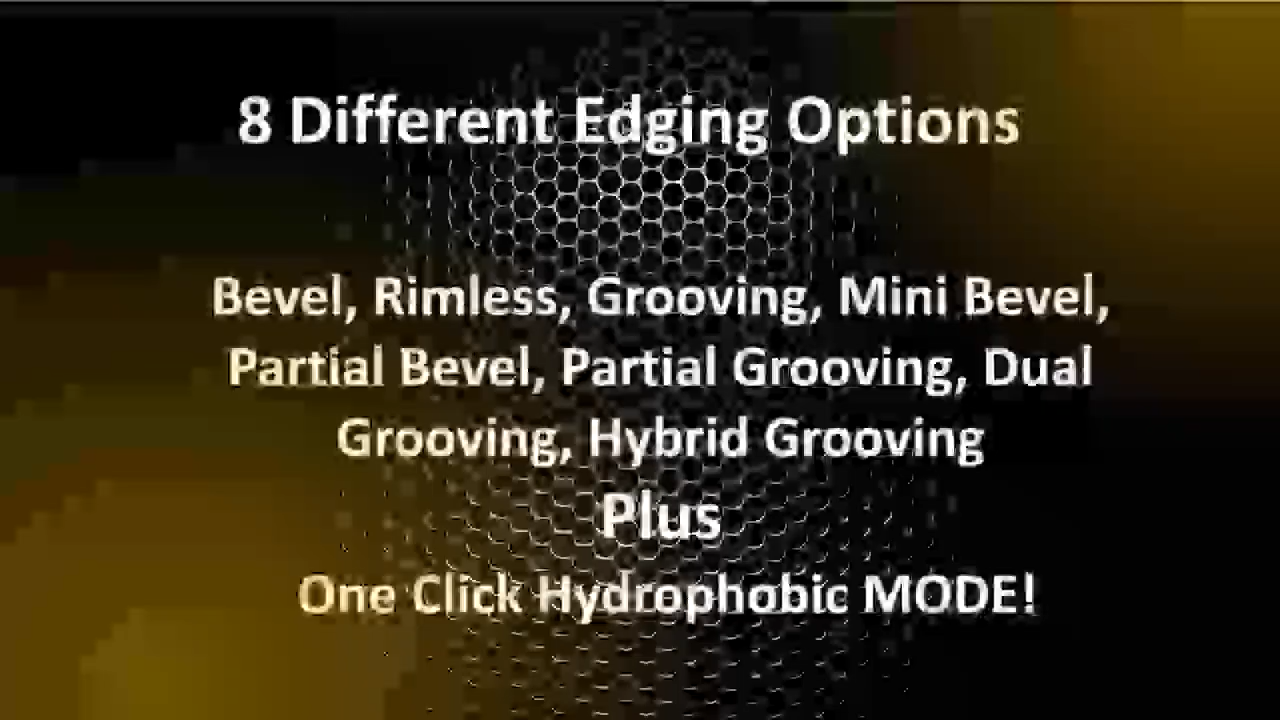 8 Different Edging Options
Bevel, Rimless, Grooving, Mini Bevel,
Partial Bevel, Partial Grooving, Dual
Grooving, Hybrid Grooving
Plus
One Click Hydrophobic MODE!